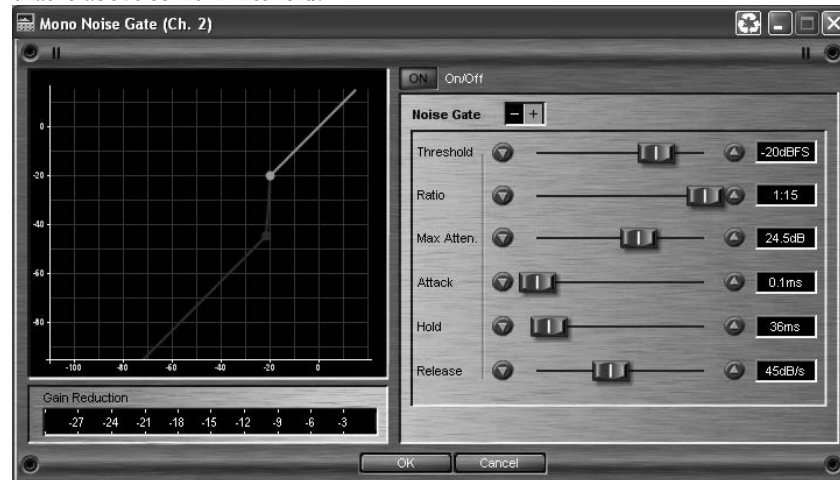 Mono Noise Gate (Ch. 2)
ON On/Off
Noise Gate - +
Threshold -20dBFS
Ratio 1:15
Max Atten. 24.5dB
Attack 0.1ms
Hold 36ms
Release 45dB/s
0
-20
-40
-60
-80
-100 -80 -60 -40 -20 0
Gain Reduction
-27 -24 -21 -18 -15 -12 -9 -6 -3
OK Cancel